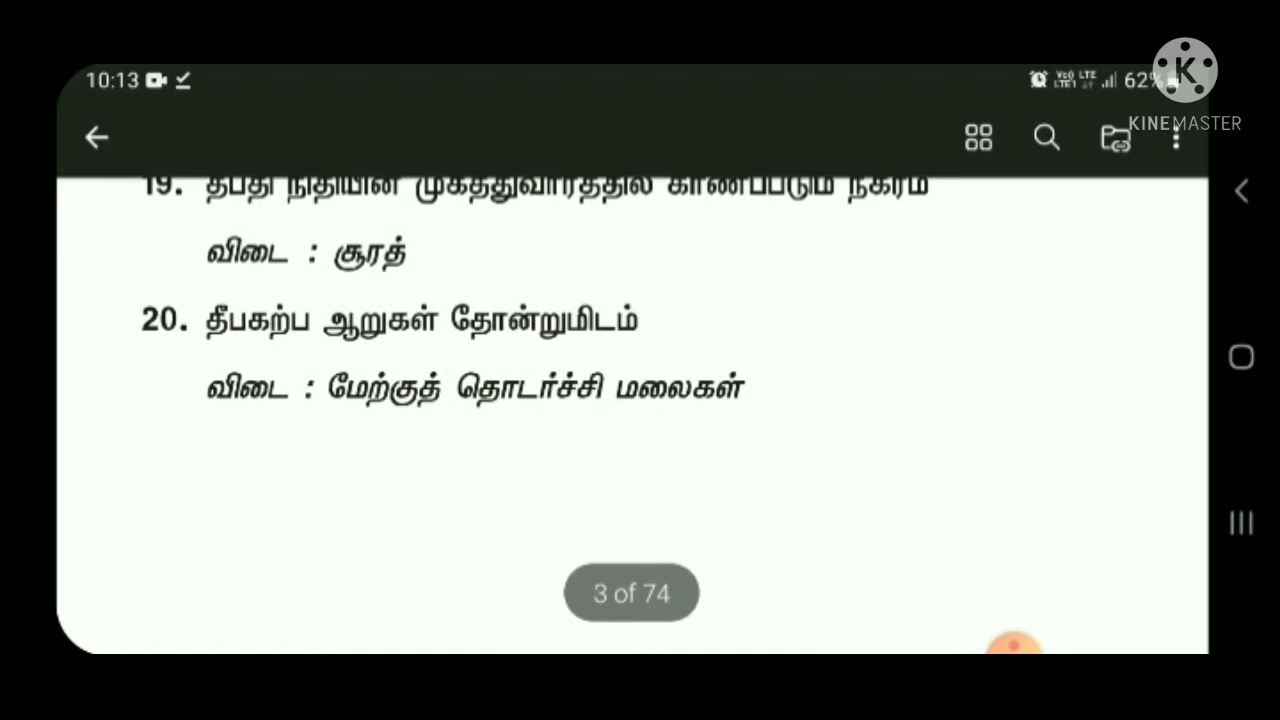 10:13 62%
KINEMASTER
19. தபதி நதியின் முகத்துவாரத்தில் காணப்படும் நகரம்
விடை : சூரத்
20. தீபகற்ப ஆறுகள் தோன்றுமிடம்
விடை : மேற்குத் தொடர்ச்சி மலைகள்
3 of 74